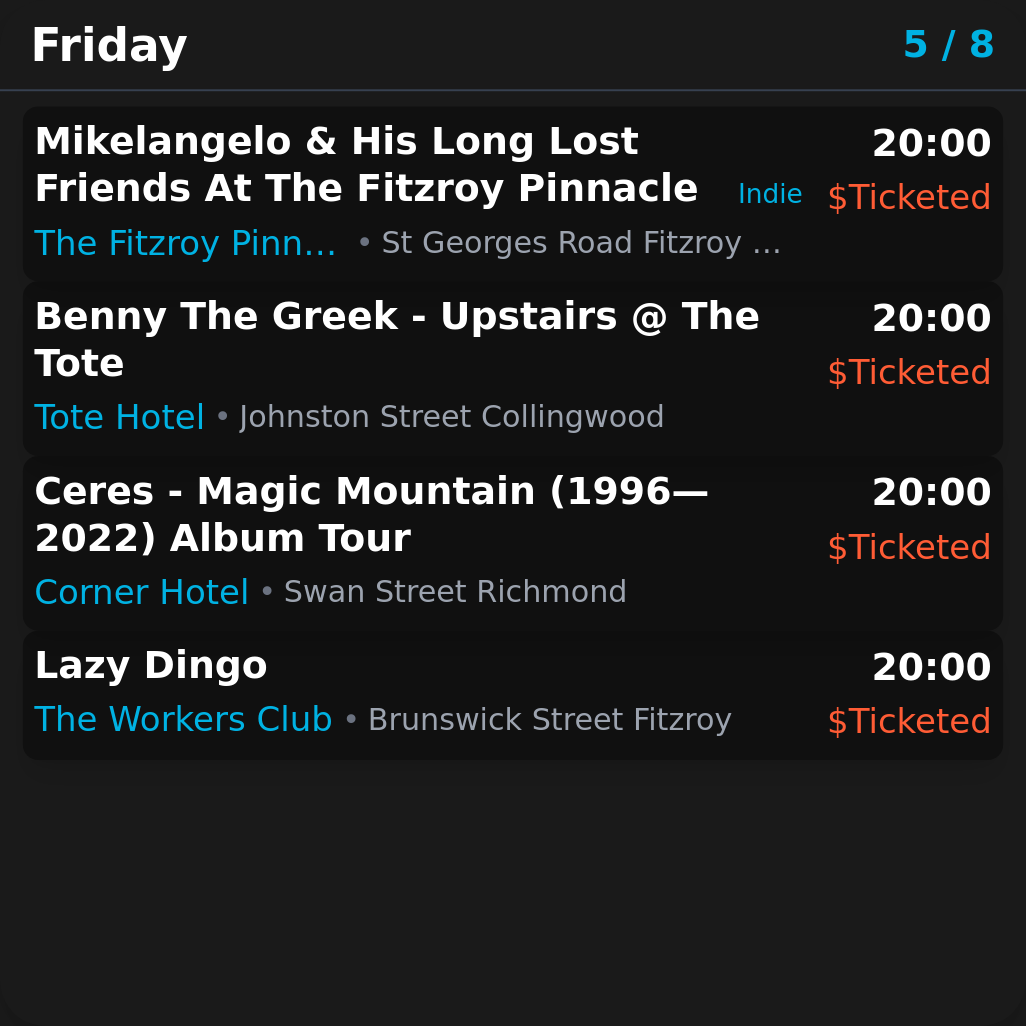 Friday 5 / 8
Mikelangelo & His Long Lost 20:00
Friends At The Fitzroy Pinnacle Indie $Ticketed
The Fitzroy Pinn… • St Georges Road Fitzroy …
Benny The Greek - Upstairs @ The 20:00
Tote $Ticketed
Tote Hotel • Johnston Street Collingwood
Ceres - Magic Mountain (1996— 20:00
2022) Album Tour $Ticketed
Corner Hotel • Swan Street Richmond
Lazy Dingo 20:00
The Workers Club • Brunswick Street Fitzroy $Ticketed